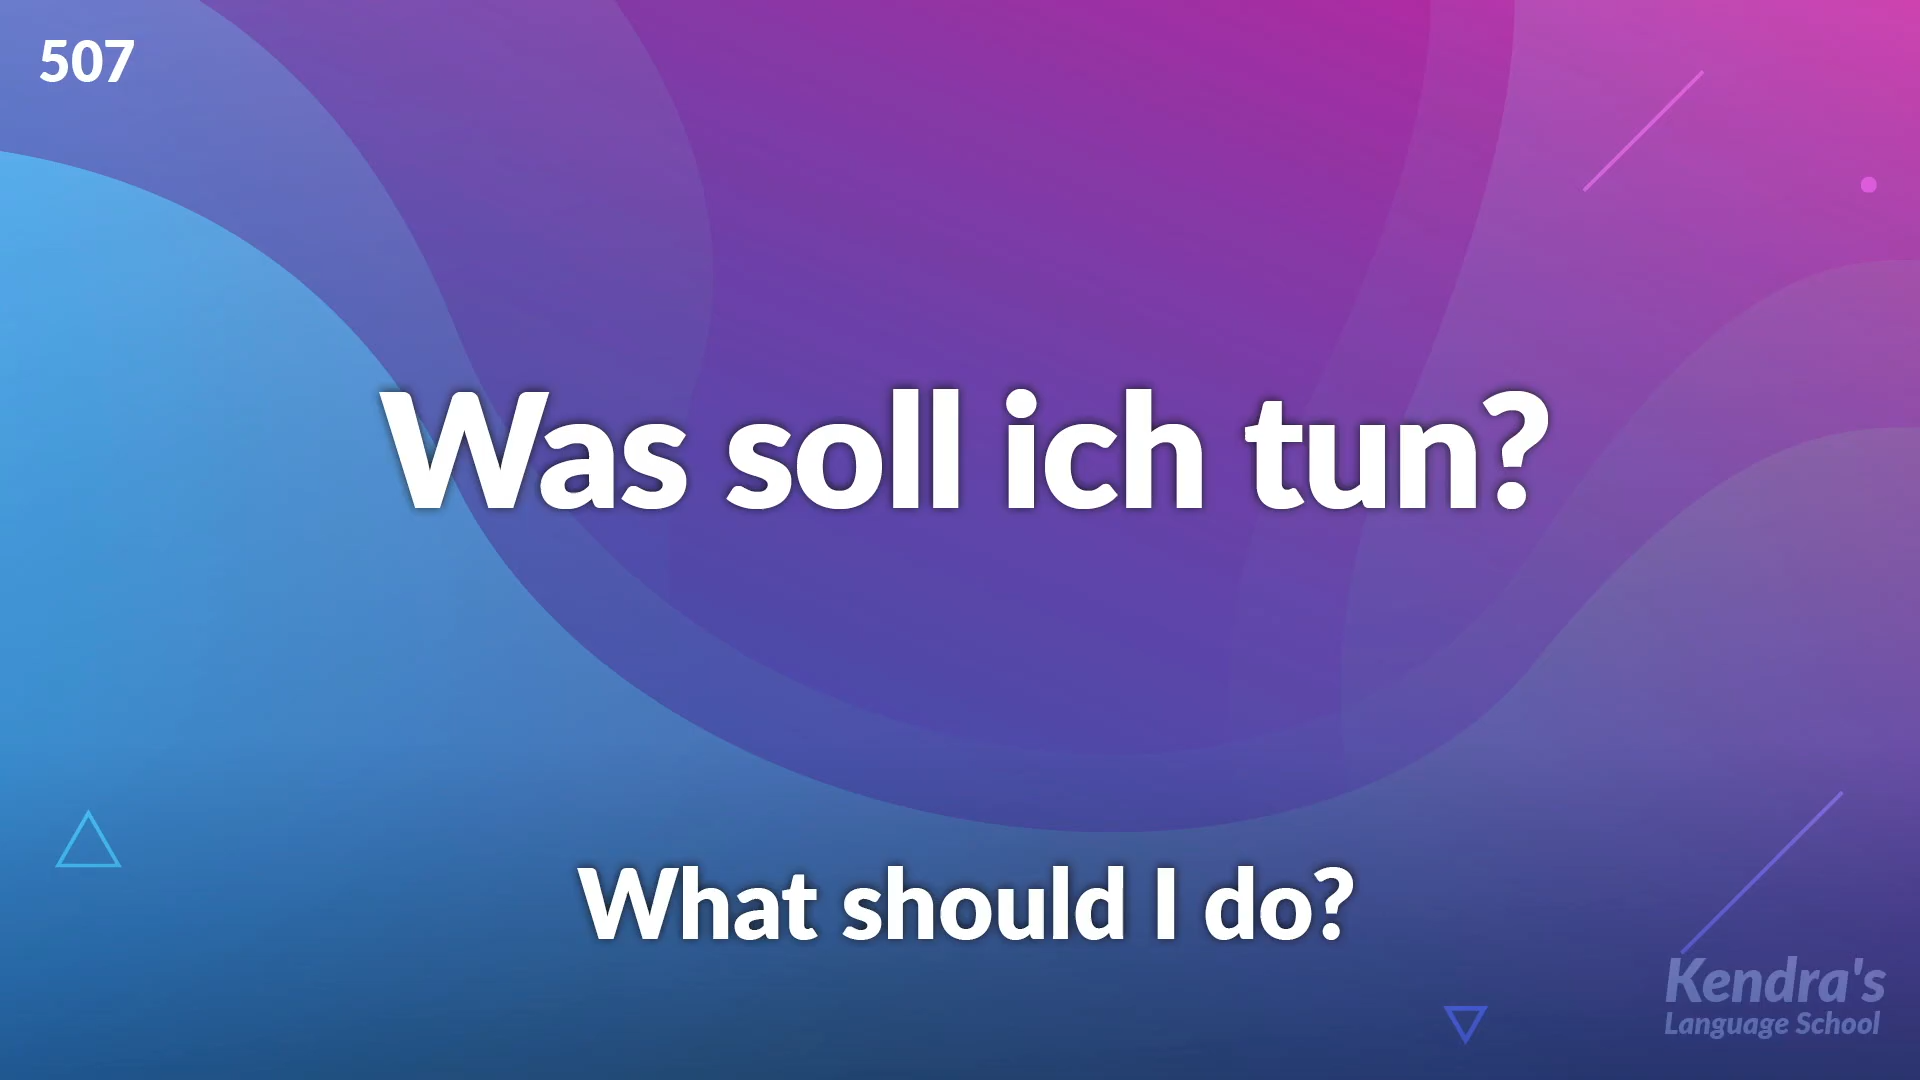 507
Was soll ich tun?
What should I do?
Kendra's
Language School